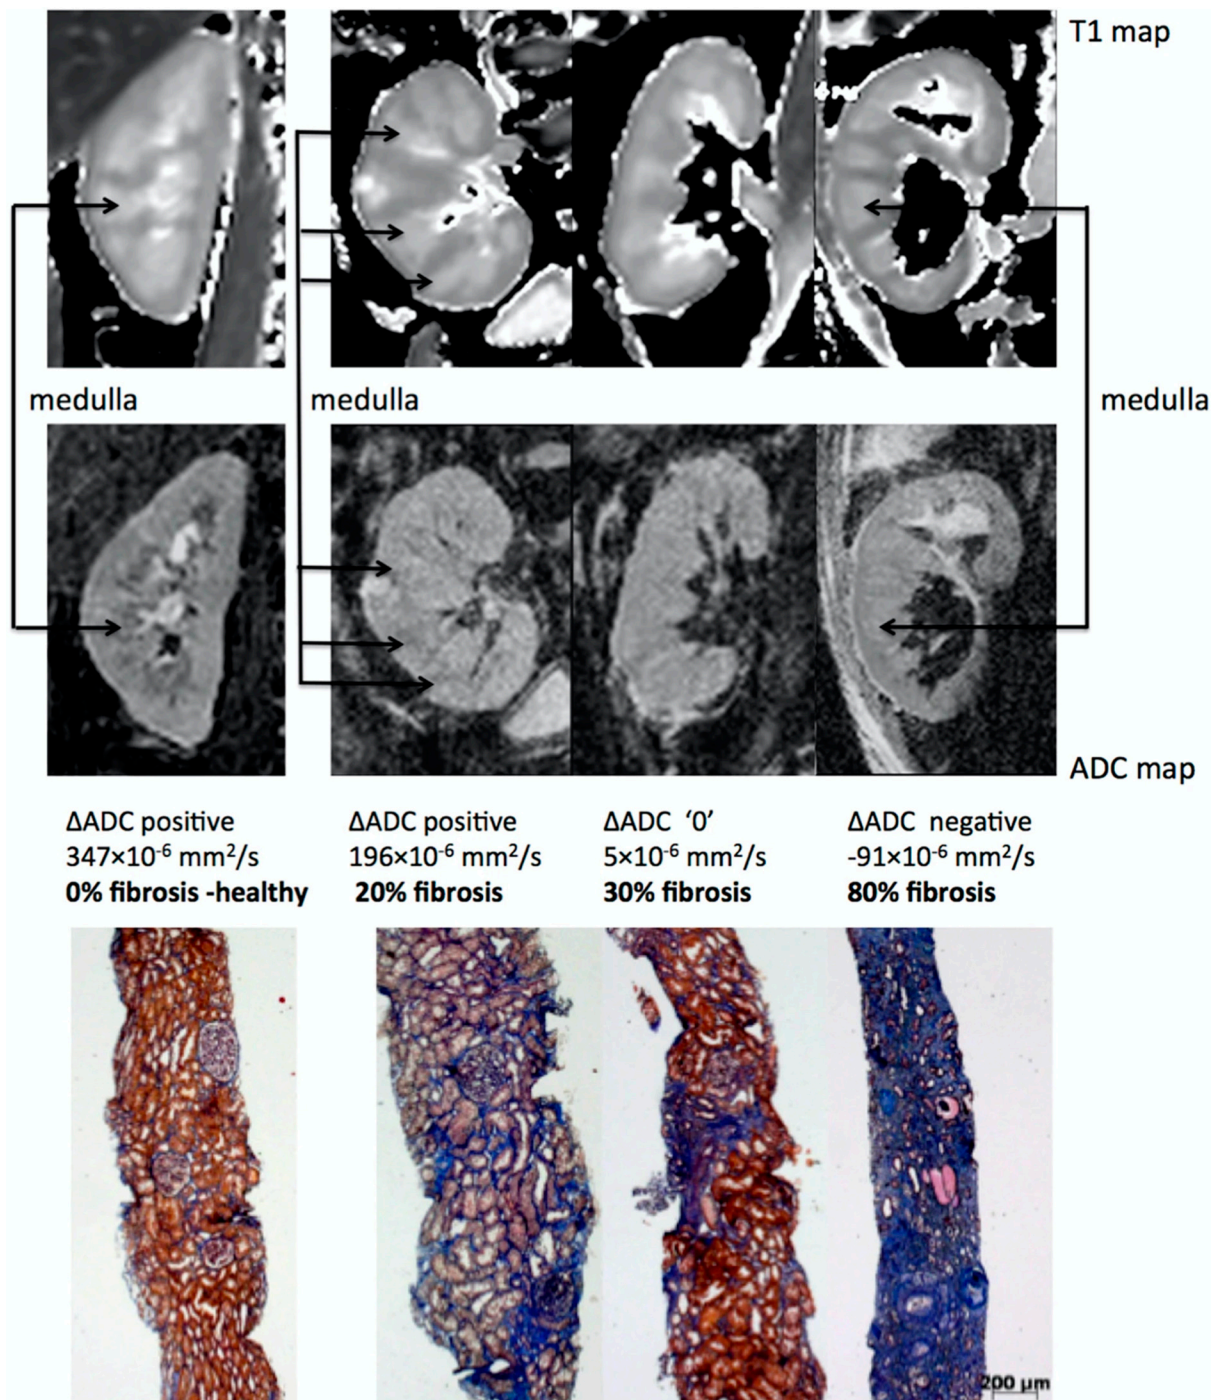 T1 map
medulla
medulla
medulla
ADC map
ΔADC positive
347×10⁻⁶ mm²/s
0% fibrosis -healthy
ΔADC positive
196×10⁻⁶ mm²/s
20% fibrosis
ΔADC ‘0’
5×10⁻⁶ mm²/s
30% fibrosis
ΔADC negative
-91×10⁻⁶ mm²/s
80% fibrosis
200 µm